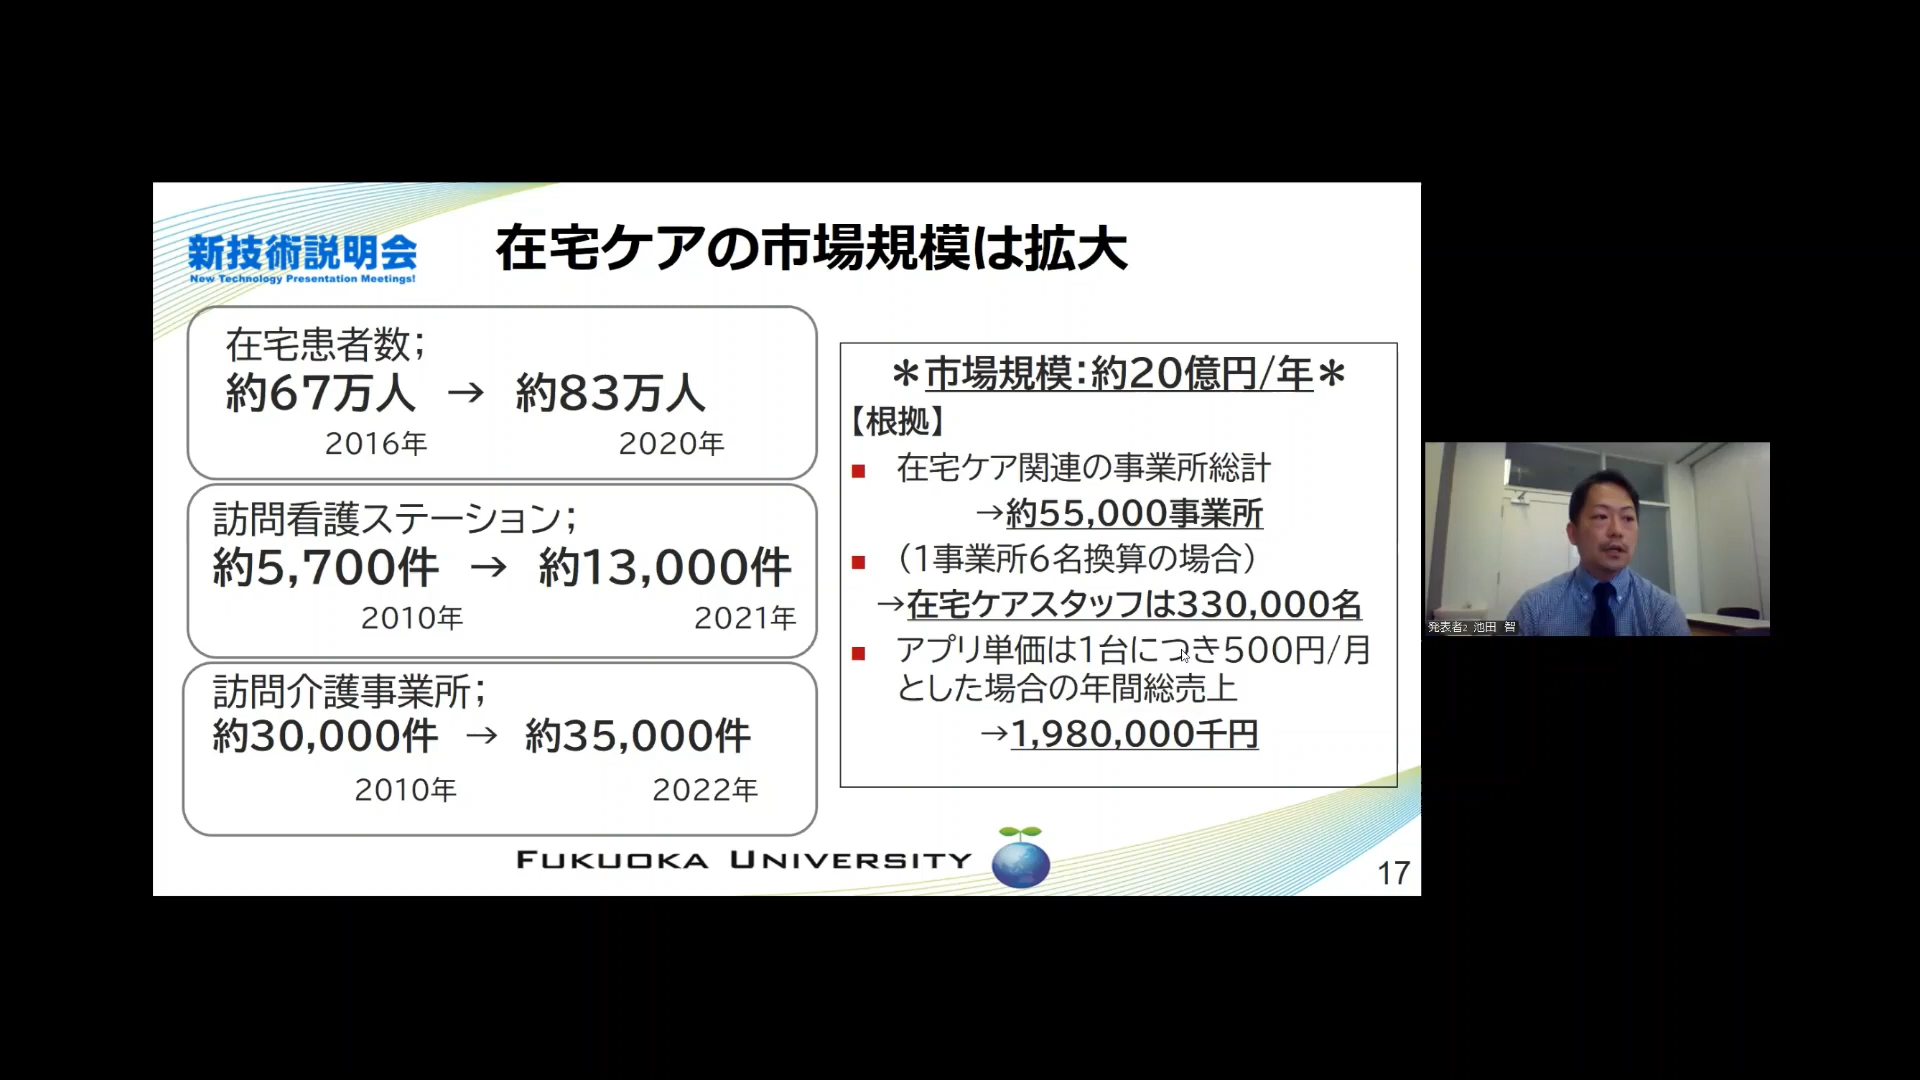 新技術説明会
New Technology Presentation Meetings!
在宅ケアの市場規模は拡大
在宅患者数；
約67万人 → 約83万人
2016年 2020年
訪問看護ステーション；
約5,700件 → 約13,000件
2010年 2021年
訪問介護事業所；
約30,000件 → 約35,000件
2010年 2022年
＊市場規模：約20億円/年＊
【根拠】
■ 在宅ケア関連の事業所総計
→約55,000事業所
■ （1事業所6名換算の場合）
→在宅ケアスタッフは330,000名
■ アプリ単価は1台につき500円/月
とした場合の年間総売上
→1,980,000千円
FUKUOKA UNIVERSITY
17
発表者2 池田 智